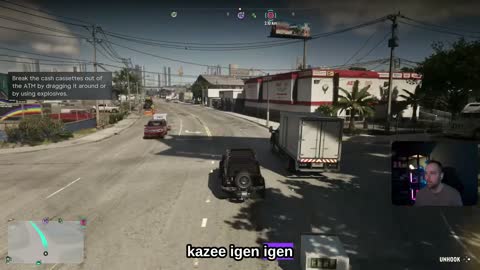 Break the cash cassettes out of
the ATM by dragging it around or
by using explosives.
kazee igen igen
UNHOOK